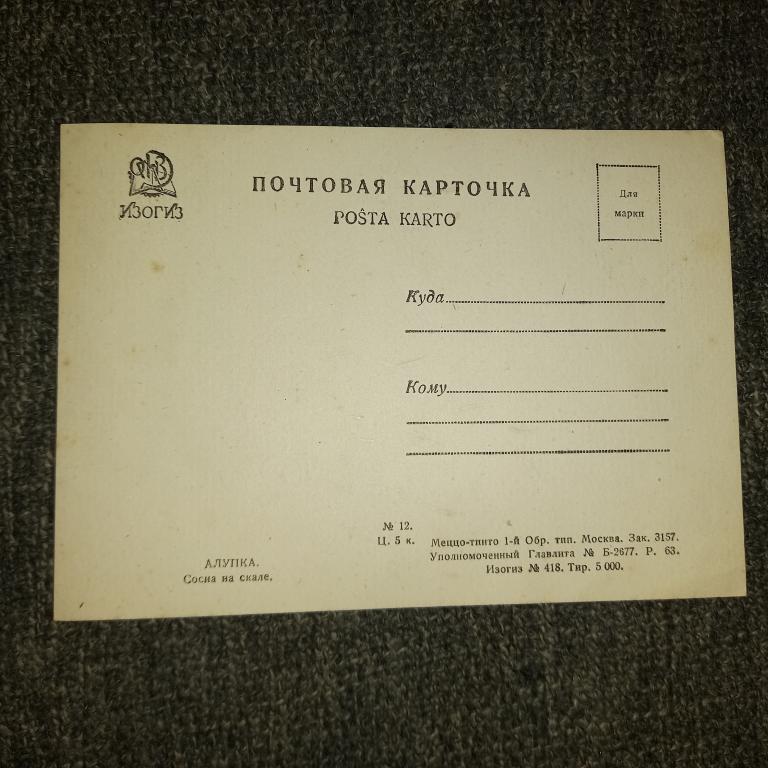 ИЗОГИЗ
ПОЧТОВАЯ КАРТОЧКА
POŜTA KARTO
Для
марки
Куда
Кому
№ 12.
Ц. 5 к.
Меццо-тинто 1-й Обр. тип. Москва. Зак. 3157.
Уполномоченный Главлита № Б-2677. Р. 63.
Изогиз № 418. Тир. 5 000.
АЛУПКА.
Сосна на скале.